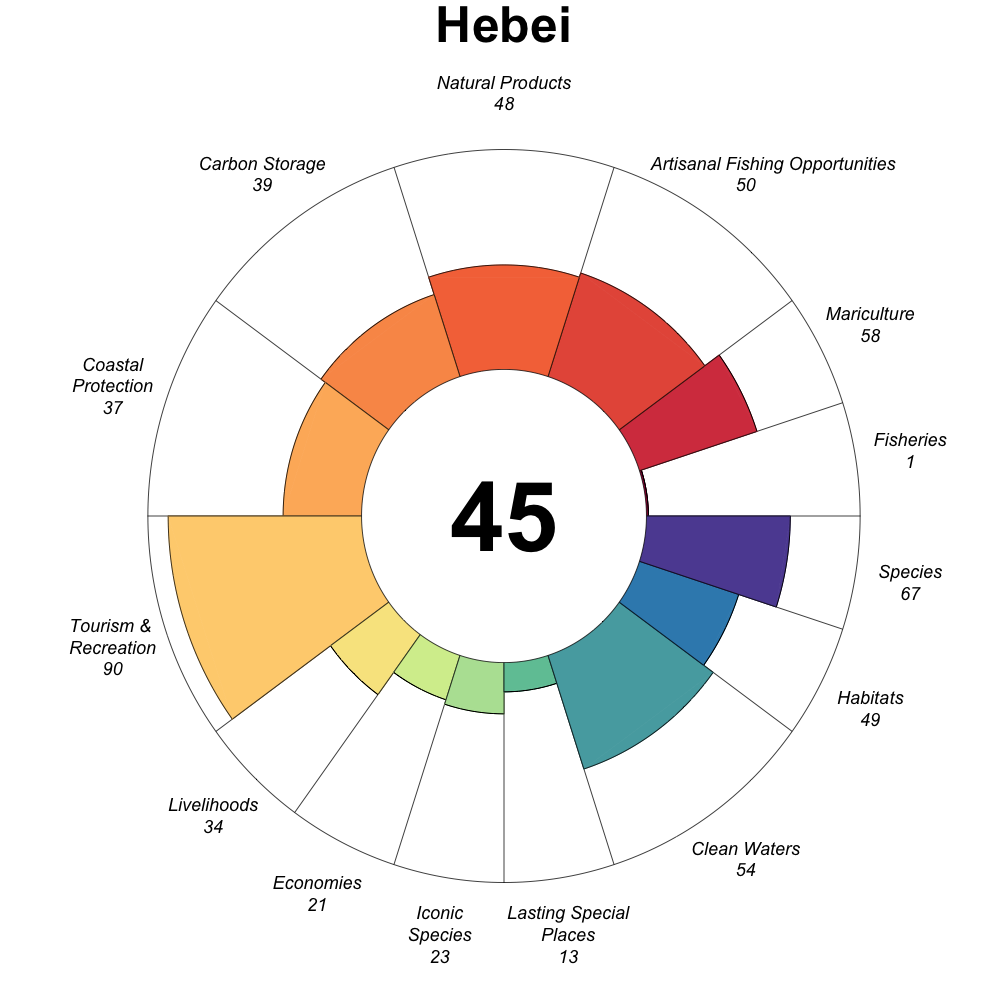 Hebei
Natural Products
48
Carbon Storage
39
Artisanal Fishing Opportunities
50
Mariculture
58
Coastal
Protection
37
Fisheries
1
45
Species
67
Tourism &
Recreation
90
Habitats
49
Livelihoods
34
Clean Waters
54
Economies
21
Iconic
Species
23
Lasting Special
Places
13